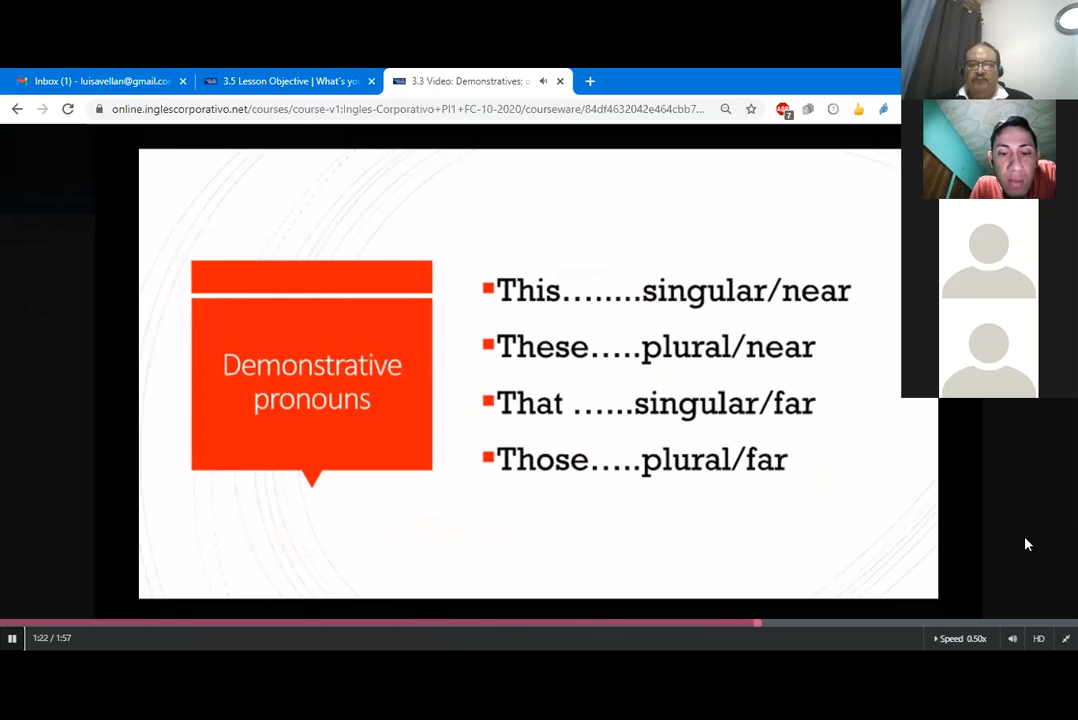 Inbox (1) - luisavellan@gmail.co
3.5 Lesson Objective | What´s yo
3.3 Video: Demonstratives;
online.inglescorporativo.net/courses/course-v1:Ingles-Corporativo+PI1+FC-10-2020/courseware/84df4632042e464cbb7...
7
Demonstrative
pronouns
This........singular/near
These.....plural/near
That ......singular/far
Those.....plural/far
1:22 / 1:57
Speed 0.50x
HD